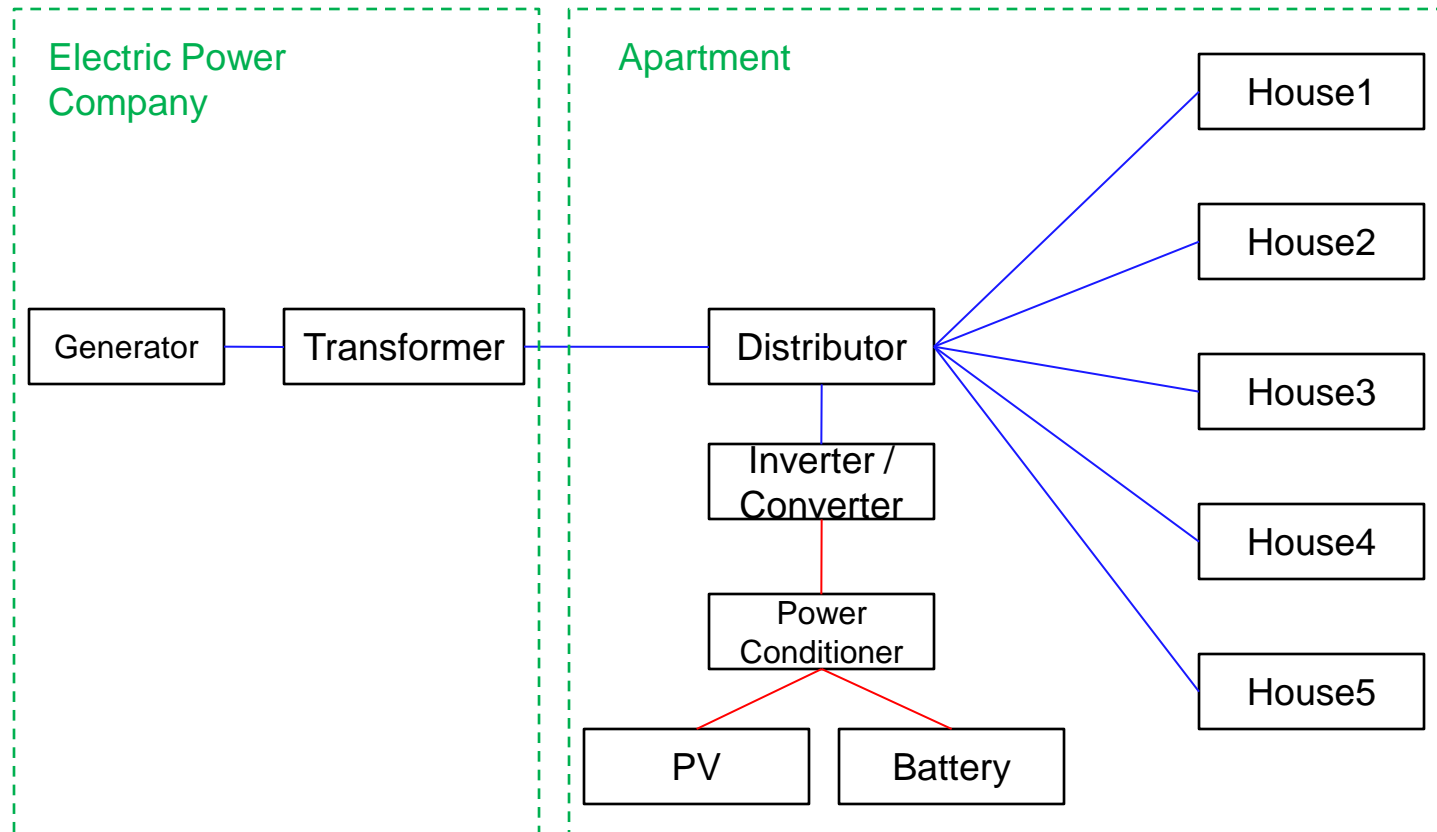 Electric Power
Company
Apartment
House1
House2
Generator
Transformer
Distributor
House3
Inverter /
Converter
House4
Power
Conditioner
House5
PV
Battery